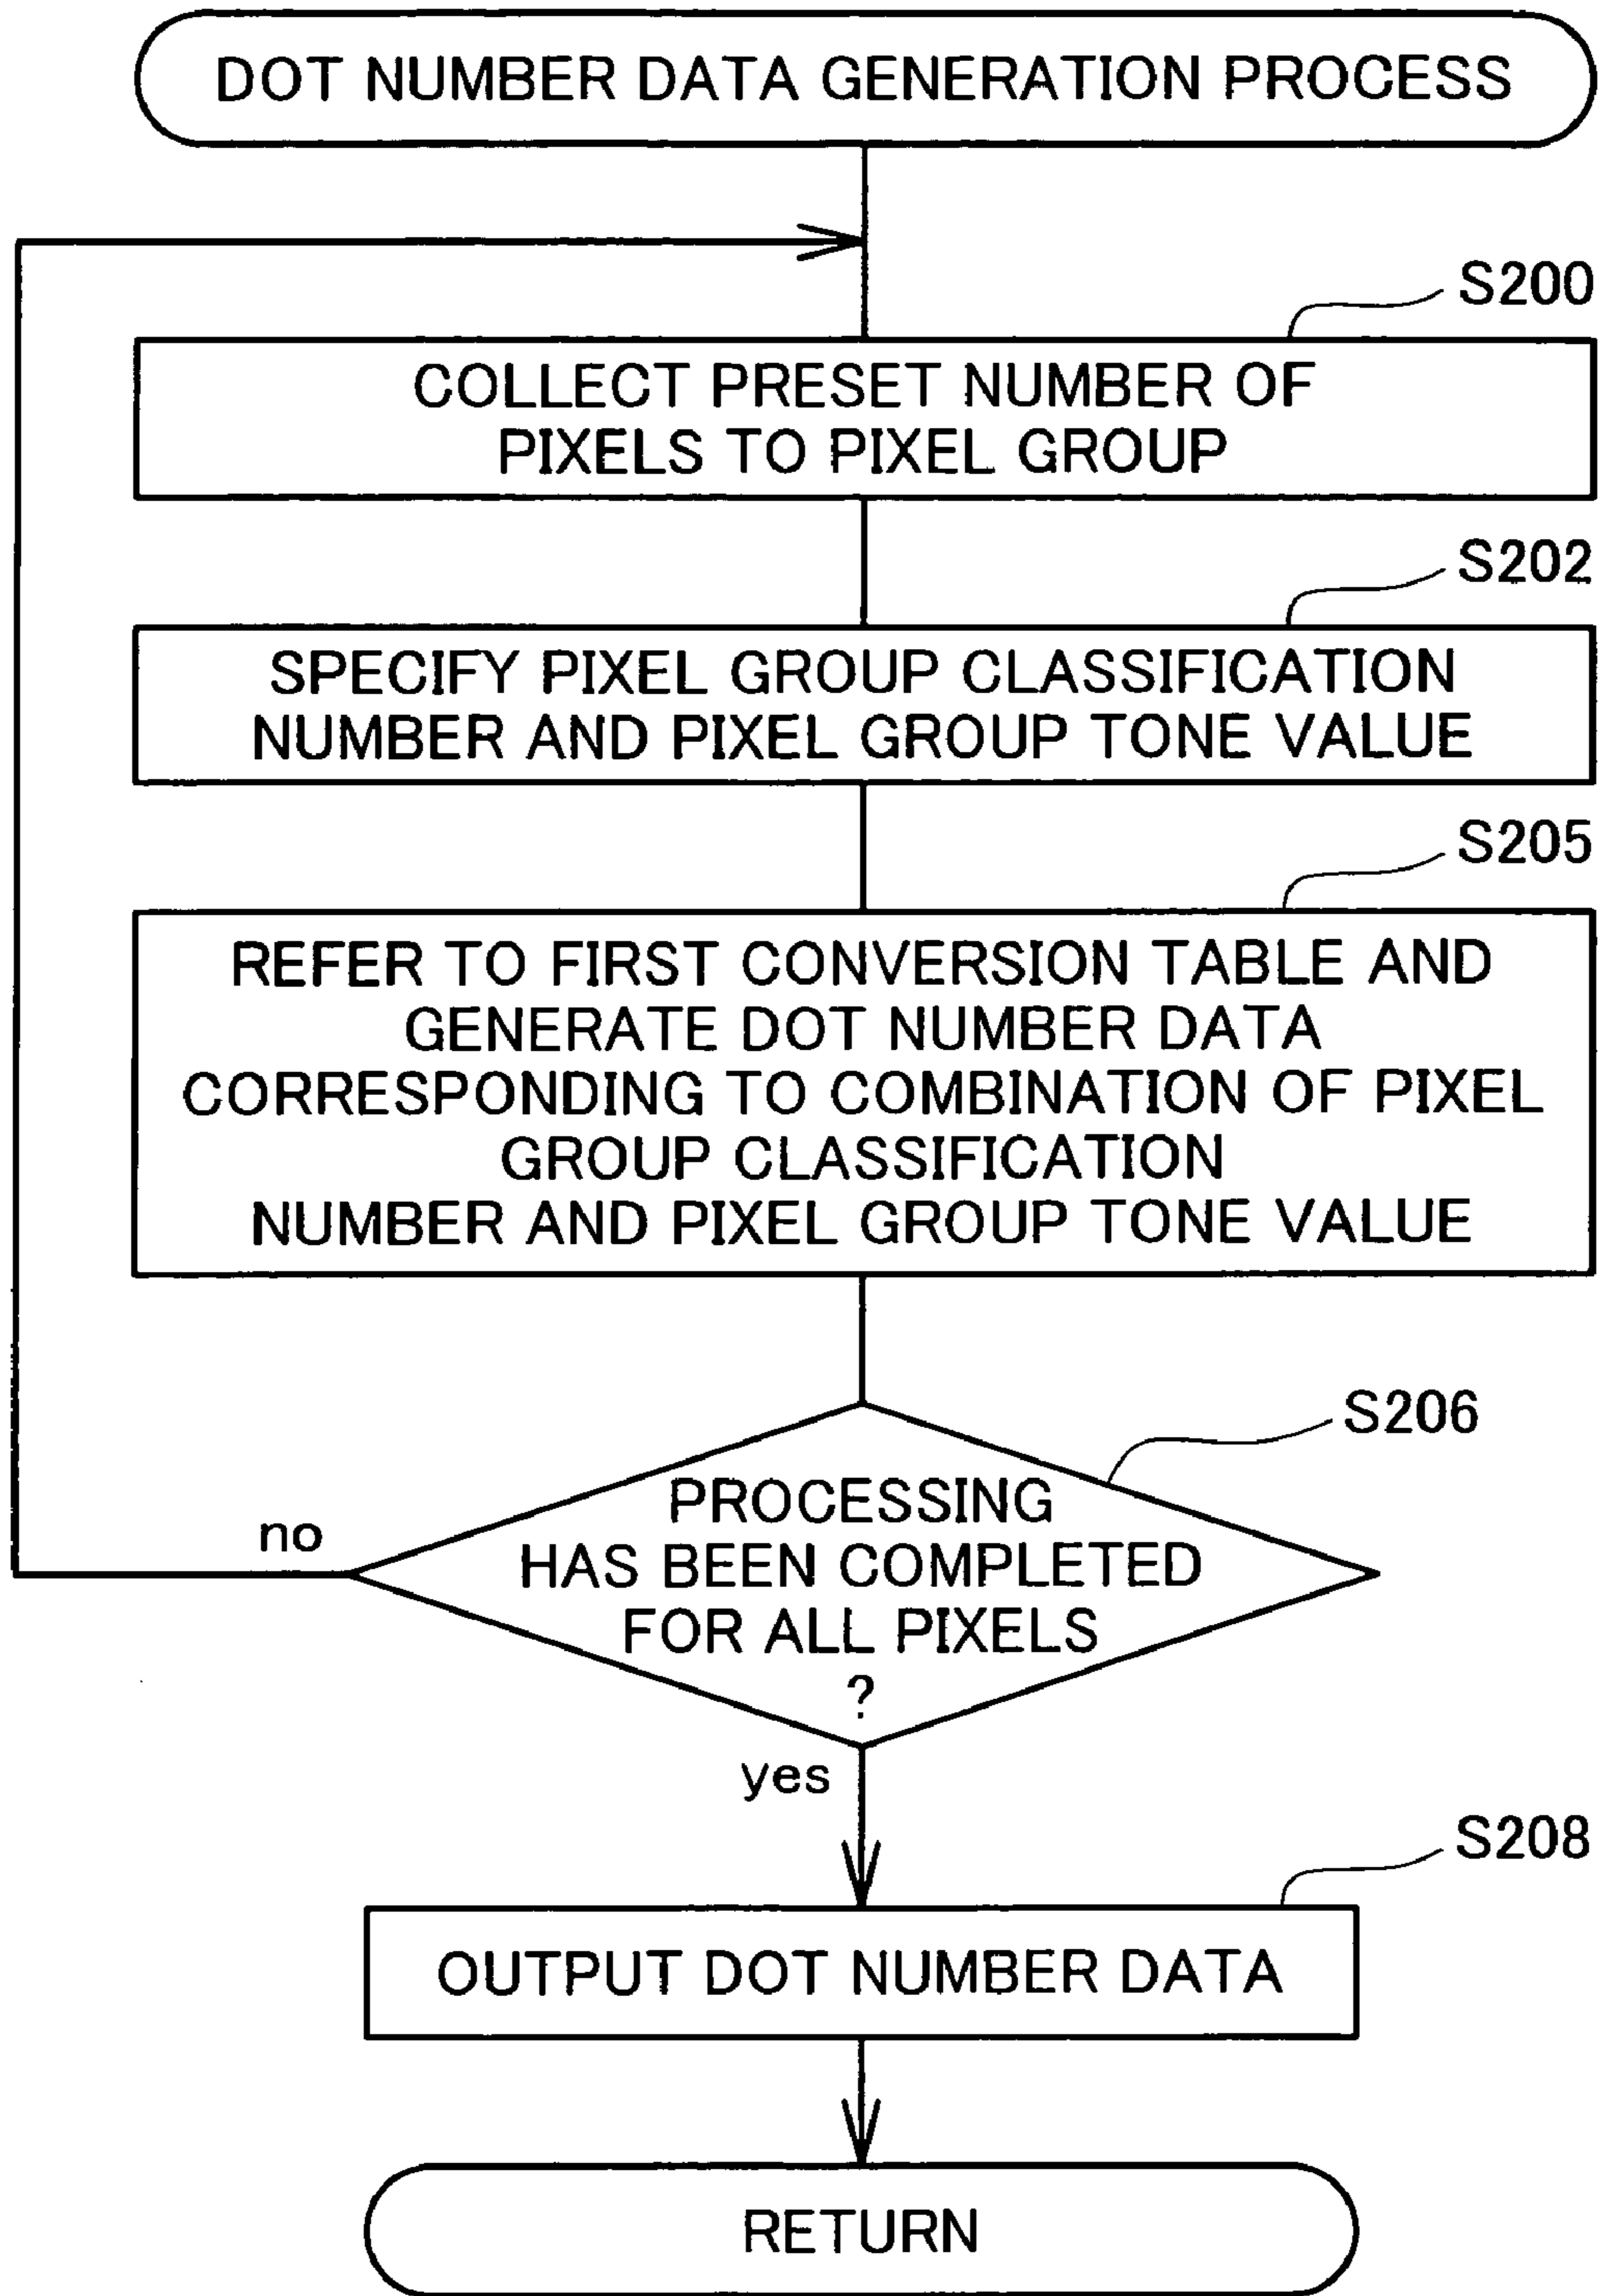 DOT NUMBER DATA GENERATION PROCESS
S200
COLLECT PRESET NUMBER OF
PIXELS TO PIXEL GROUP
S202
SPECIFY PIXEL GROUP CLASSIFICATION
NUMBER AND PIXEL GROUP TONE VALUE
S205
REFER TO FIRST CONVERSION TABLE AND
GENERATE DOT NUMBER DATA
CORRESPONDING TO COMBINATION OF PIXEL
GROUP CLASSIFICATION
NUMBER AND PIXEL GROUP TONE VALUE
S206
PROCESSING
HAS BEEN COMPLETED
FOR ALL PIXELS
?
no
yes
S208
OUTPUT DOT NUMBER DATA
RETURN